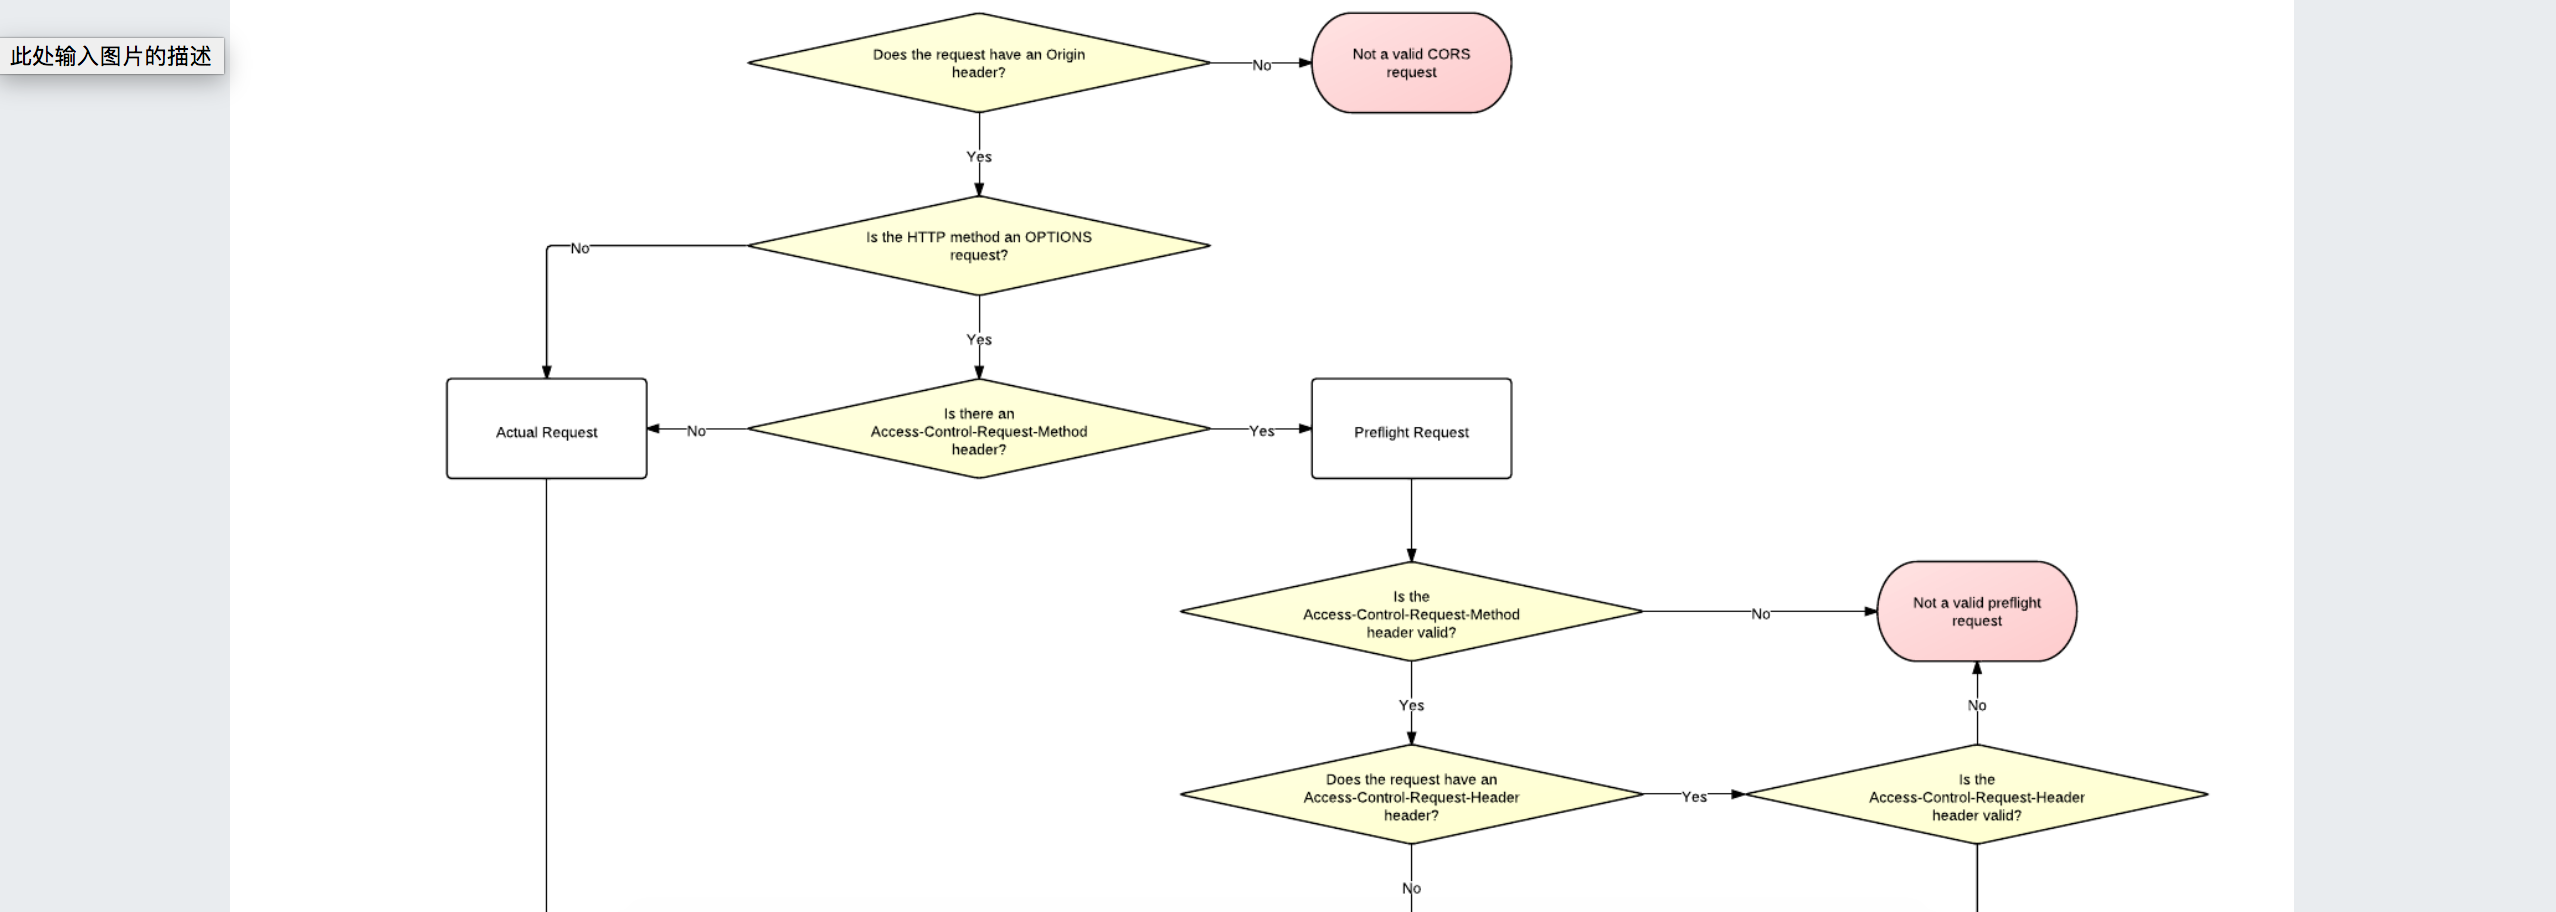 此处输入图片的描述
Does the request have an Origin
header?
No
Not a valid CORS
request
Yes
Is the HTTP method an OPTIONS
request?
No
Yes
Actual Request
No
Is there an
Access-Control-Request-Method
header?
Yes
Preflight Request
Is the
Access-Control-Request-Method
header valid?
No
Not a valid preflight
request
Yes
No
Does the request have an
Access-Control-Request-Header
header?
Yes
Is the
Access-Control-Request-Header
header valid?
No